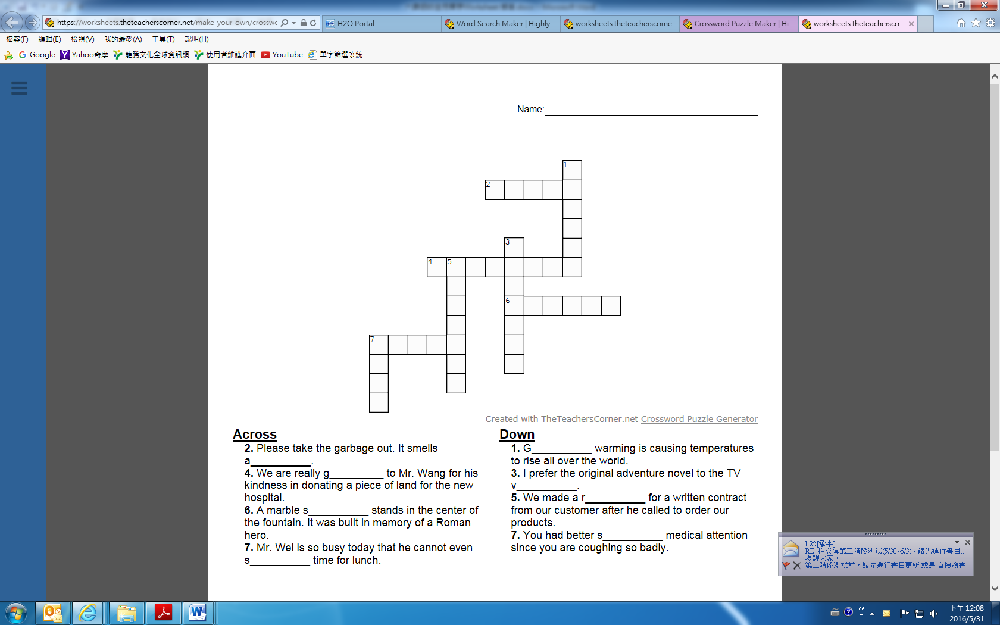 https://worksheets.theteacherscorner.net/make-your-own/crosswc
H2O Portal
Word Search Maker | Highly ...
worksheets.theteacherscorne...
Crossword Puzzle Maker | Hi...
worksheets.theteachersco...
檔案(F) 編輯(E) 檢視(V) 我的最愛(A) 工具(T) 說明(H)
Google Yahoo奇摩 龍騰文化全球資訊網 使用者維護介面 YouTube 單字篩選系統
Name:
1
2
3
4 5
6
7
Created with TheTeachersCorner.net Crossword Puzzle Generator
Across
2. Please take the garbage out. It smells
a__________.
4. We are really g_________ to Mr. Wang for his
kindness in donating a piece of land for the new
hospital.
6. A marble s__________ stands in the center of
the fountain. It was built in memory of a Roman
hero.
7. Mr. Wei is so busy today that he cannot even
s__________ time for lunch.
Down
1. G__________ warming is causing temperatures
to rise all over the world.
3. I prefer the original adventure novel to the TV
v__________.
5. We made a r__________ for a written contract
from our customer after he called to order our
products.
7. You had better s__________ medical attention
since you are coughing so badly.
L22[承峯]
RE: 拍立得第二階段測試(5/30~6/3) - 請先進行書目...
提醒大家，
第二階段測試前，請先進行書目更新 或是 直接將書
下午 12:08
2016/5/31